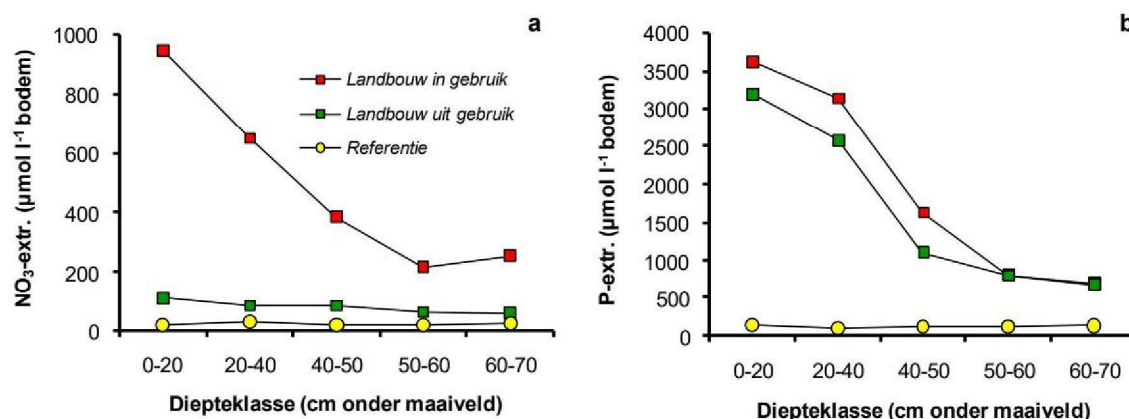 a
NO₃-extr. (µmol l⁻¹ bodem)
1000
800
600
400
200
0
Landbouw in gebruik
Landbouw uit gebruik
Referentie
0-20 20-40 40-50 50-60 60-70
Diepteklasse (cm onder maaiveld)
b
P-extr. (µmol l⁻¹ bodem)
4000
3500
3000
2500
2000
1500
1000
500
0
0-20 20-40 40-50 50-60 60-70
Diepteklasse (cm onder maaiveld)